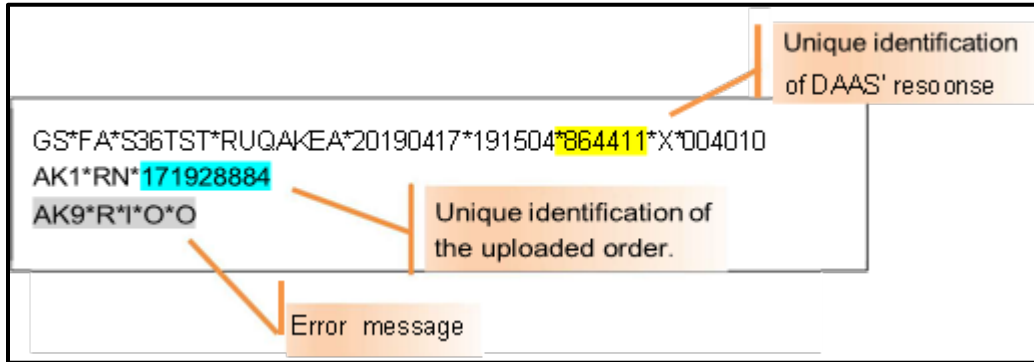 Unique identification
of DAAS' resoonse
GS*FA*S36TST*RUQAKEA*20190417*191504*864411*X*004010
AK1*RN*171928884
AK9*R*I*O*O
Unique identification of
the uploaded order.
Error message